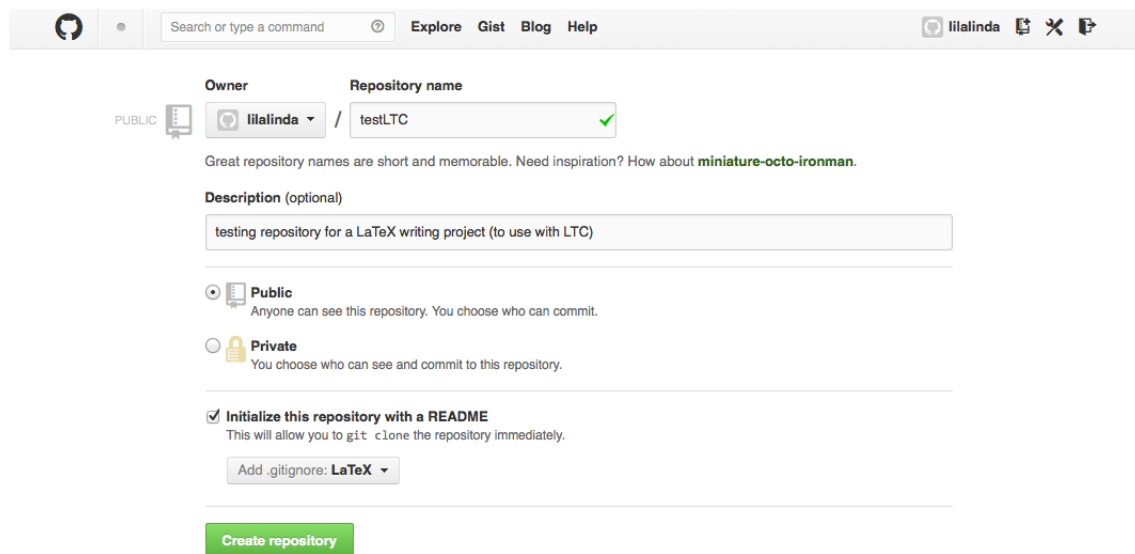 Search or type a command Explore Gist Blog Help lilalinda
Owner Repository name
PUBLIC lilalinda / testLTC
Great repository names are short and memorable. Need inspiration? How about miniature-octo-ironman.
Description (optional)
testing repository for a LaTeX writing project (to use with LTC)
Public
Anyone can see this repository. You choose who can commit.
Private
You choose who can see and commit to this repository.
Initialize this repository with a README
This will allow you to git clone the repository immediately.
Add .gitignore: LaTeX
Create repository